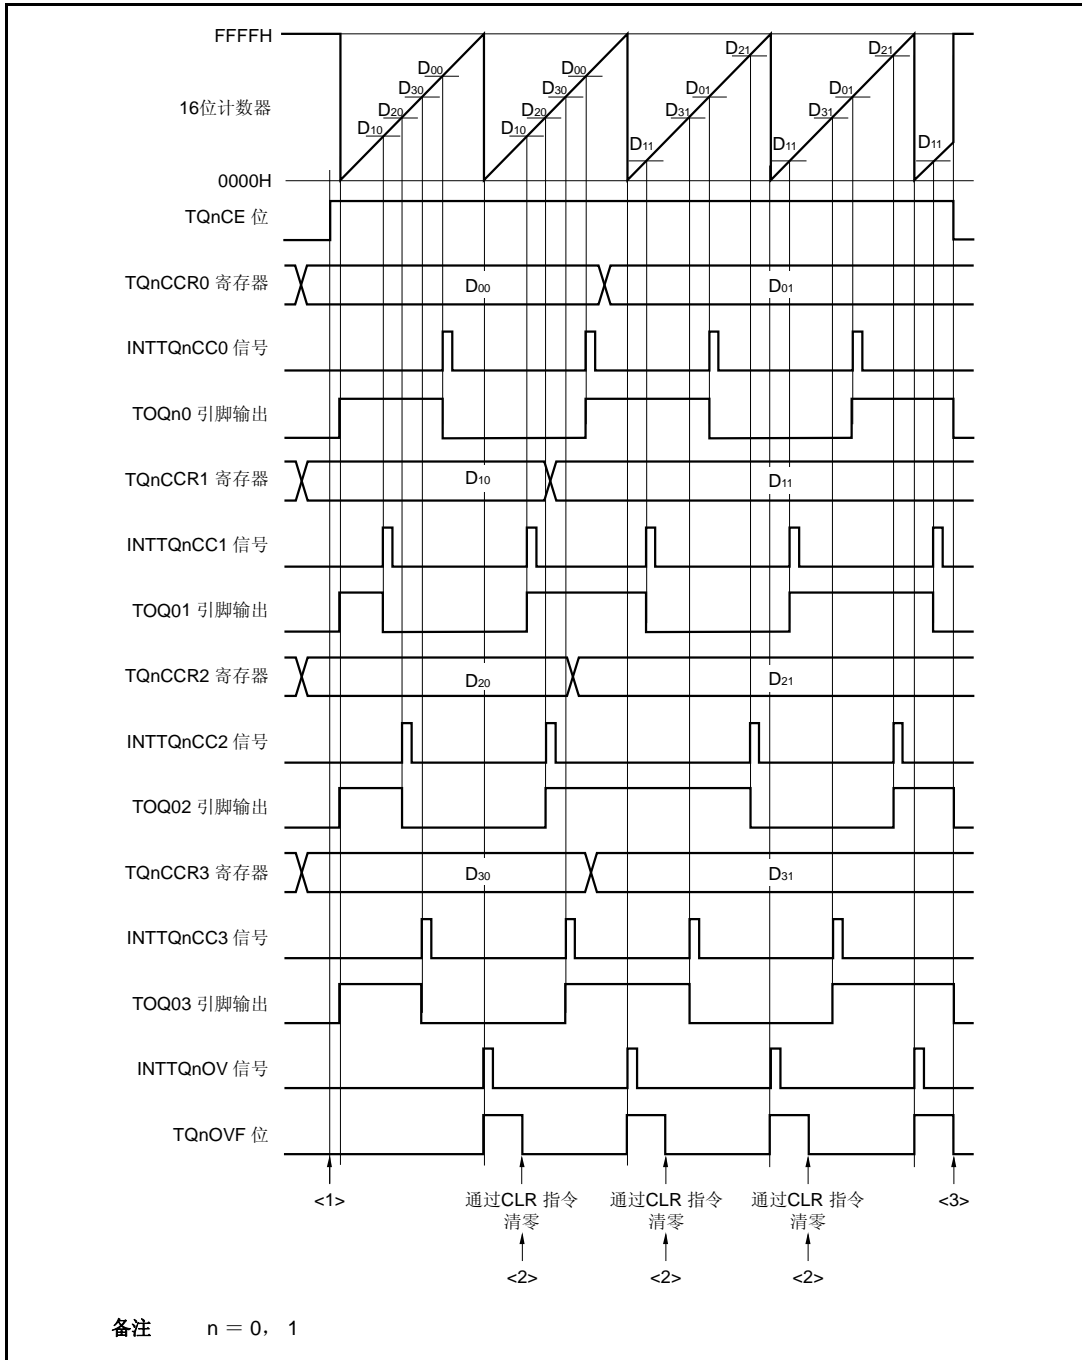 FFFFH
D00 D00 D21 D21
D30 D30 D01 D01
16位计数器
D20 D20 D31 D31
D10 D10 D11 D11 D11
0000H
TQnCE 位
TQnCCR0 寄存器 D00 D01
INTTQnCC0 信号
TOQn0 引脚输出
TQnCCR1 寄存器 D10 D11
INTTQnCC1 信号
TOQ01 引脚输出
TQnCCR2 寄存器 D20 D21
INTTQnCC2 信号
TOQ02 引脚输出
TQnCCR3 寄存器 D30 D31
INTTQnCC3 信号
TOQ03 引脚输出
INTTQnOV 信号
TQnOVF 位
<1> 通过CLR 指令 通过CLR 指令 通过CLR 指令 <3>
清零 清零 清零
<2> <2> <2>
备注 n = 0, 1